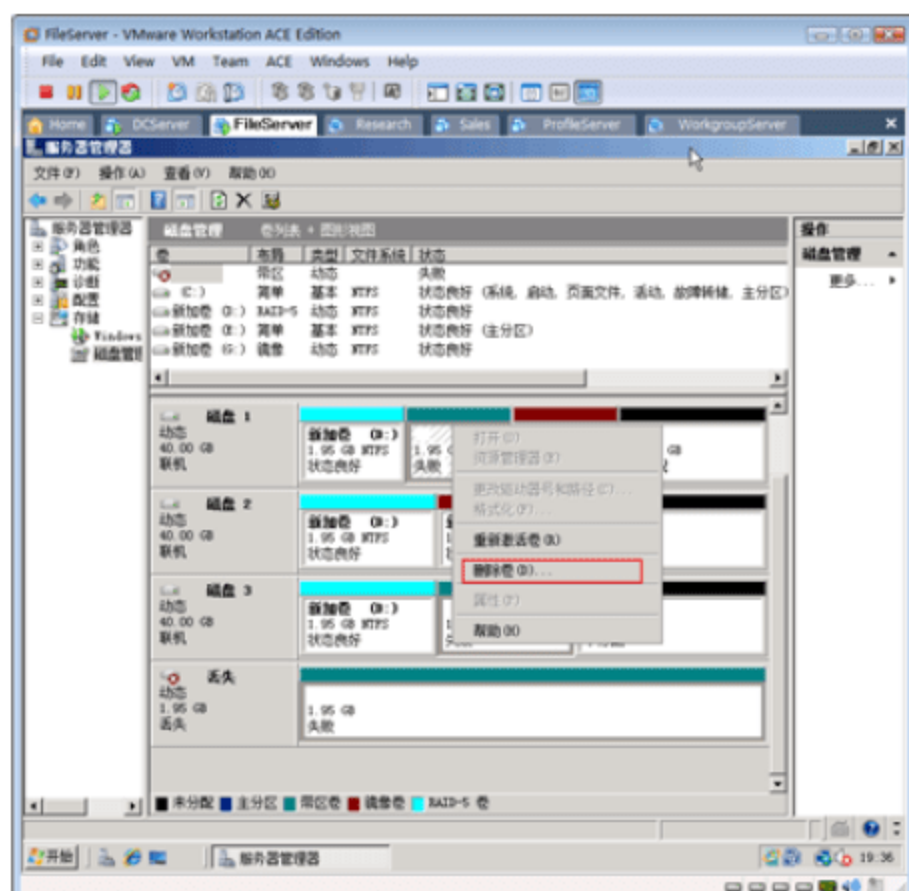 FileServer - VMware Workstation ACE Edition
File Edit View VM Team ACE Windows Help
Home DCServer FileServer Research Sales ProfileServer WorkgroupServer
服务器管理器
文件(F) 操作(A) 查看(V) 帮助(H)
服务器管理器
角色
功能
诊断
配置
存储
Windows
磁盘管理
磁盘管理 卷列表 + 图形视图
卷 布局 类型 文件系统 状态
带区 动态 失败
(C:) 简单 基本 NTFS 状态良好 (系统, 启动, 页面文件, 活动, 故障转储, 主分区)
新加卷 (D:) RAID-5 动态 NTFS 状态良好
新加卷 (E:) 简单 基本 NTFS 状态良好 (主分区)
新加卷 (G:) 镜像 动态 NTFS 状态良好
操作
磁盘管理
更多...
磁盘 1
动态
40.00 GB
联机
新加卷 (D:)
1.95 GB NTFS
状态良好
1.95
失败
GB
磁盘 2
动态
40.00 GB
联机
新加卷 (D:)
1.95 GB NTFS
状态良好
磁盘 3
动态
40.00 GB
联机
新加卷 (D:)
1.95 GB NTFS
状态良好
丢失
动态
1.95 GB
丢失
1.95 GB
失败
打开(O)
资源管理器(E)
更改驱动器号和路径(C)...
格式化(F)...
重新激活卷(R)
删除卷(D)...
属性(P)
帮助(H)
未分配 主分区 带区卷 镜像卷 RAID-5 卷
开始 服务器管理器 19:36